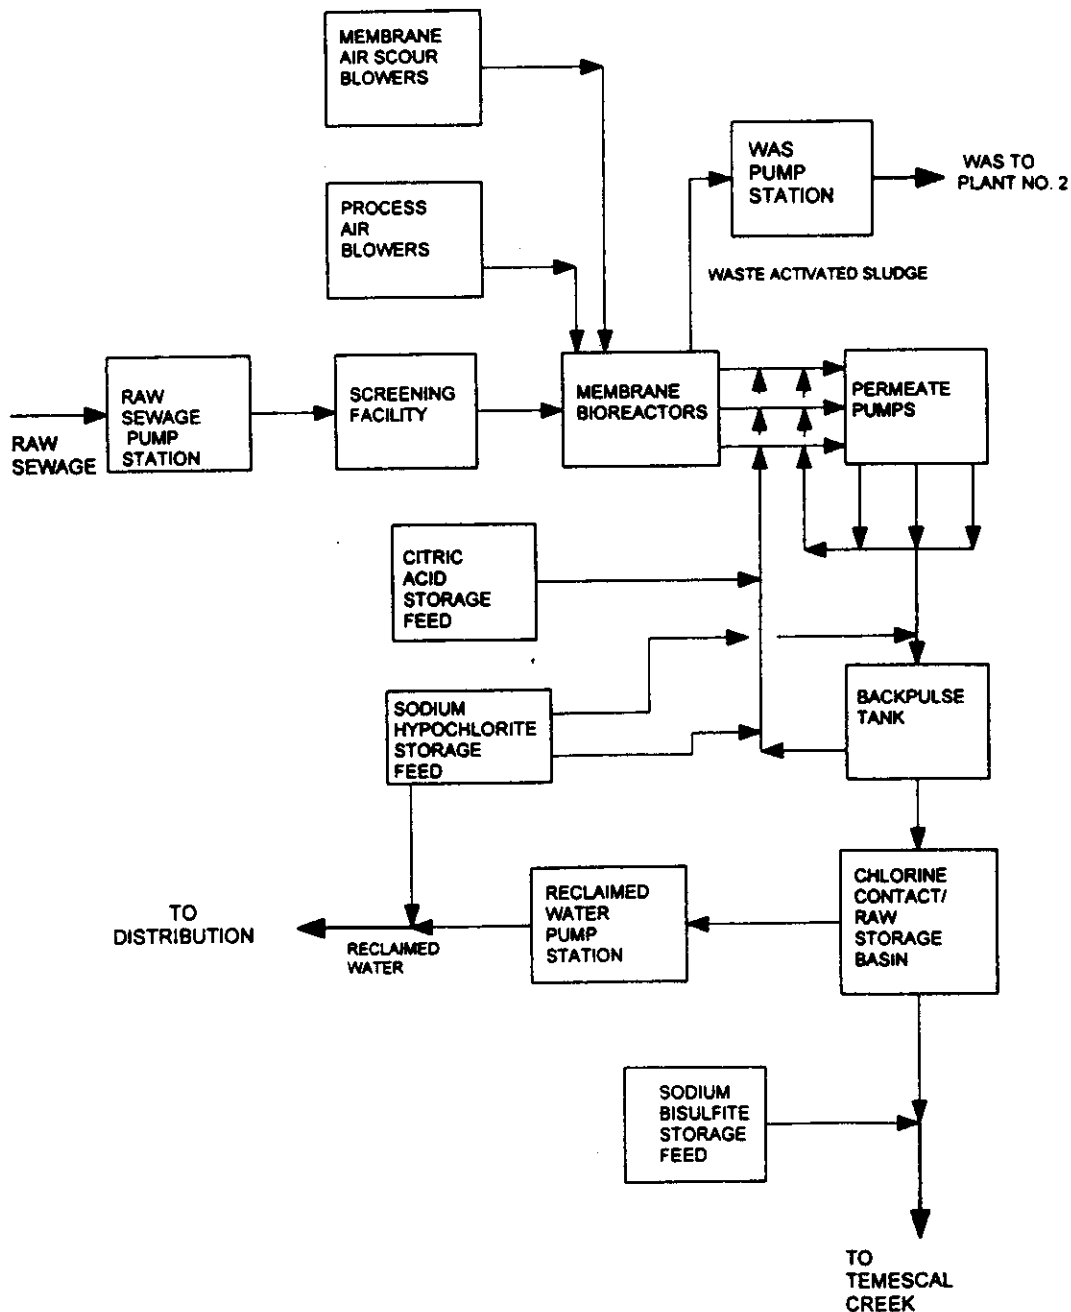 MEMBRANE
AIR SCOUR
BLOWERS
WAS
PUMP
STATION
WAS TO
PLANT NO. 2
PROCESS
AIR
BLOWERS
WASTE ACTIVATED SLUDGE
RAW
SEWAGE
RAW
SEWAGE
PUMP
STATION
SCREENING
FACILITY
MEMBRANE
BIOREACTORS
PERMEATE
PUMPS
CITRIC
ACID
STORAGE
FEED
SODIUM
HYPOCHLORITE
STORAGE
FEED
BACKPULSE
TANK
TO
DISTRIBUTION
RECLAIMED
WATER
RECLAIMED
WATER
PUMP
STATION
CHLORINE
CONTACT/
RAW
STORAGE
BASIN
SODIUM
BISULFITE
STORAGE
FEED
TO
TEMESCAL
CREEK